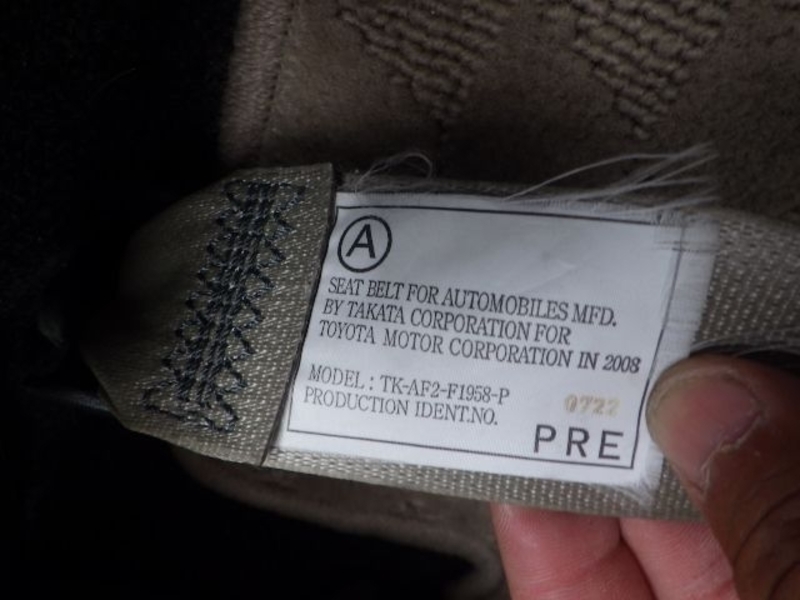 A
SEAT BELT FOR AUTOMOBILES MFD.
BY TAKATA CORPORATION FOR
TOYOTA MOTOR CORPORATION IN 2008
MODEL : TK-AF2-F1958-P
PRODUCTION IDENT.NO. 0722
PRE